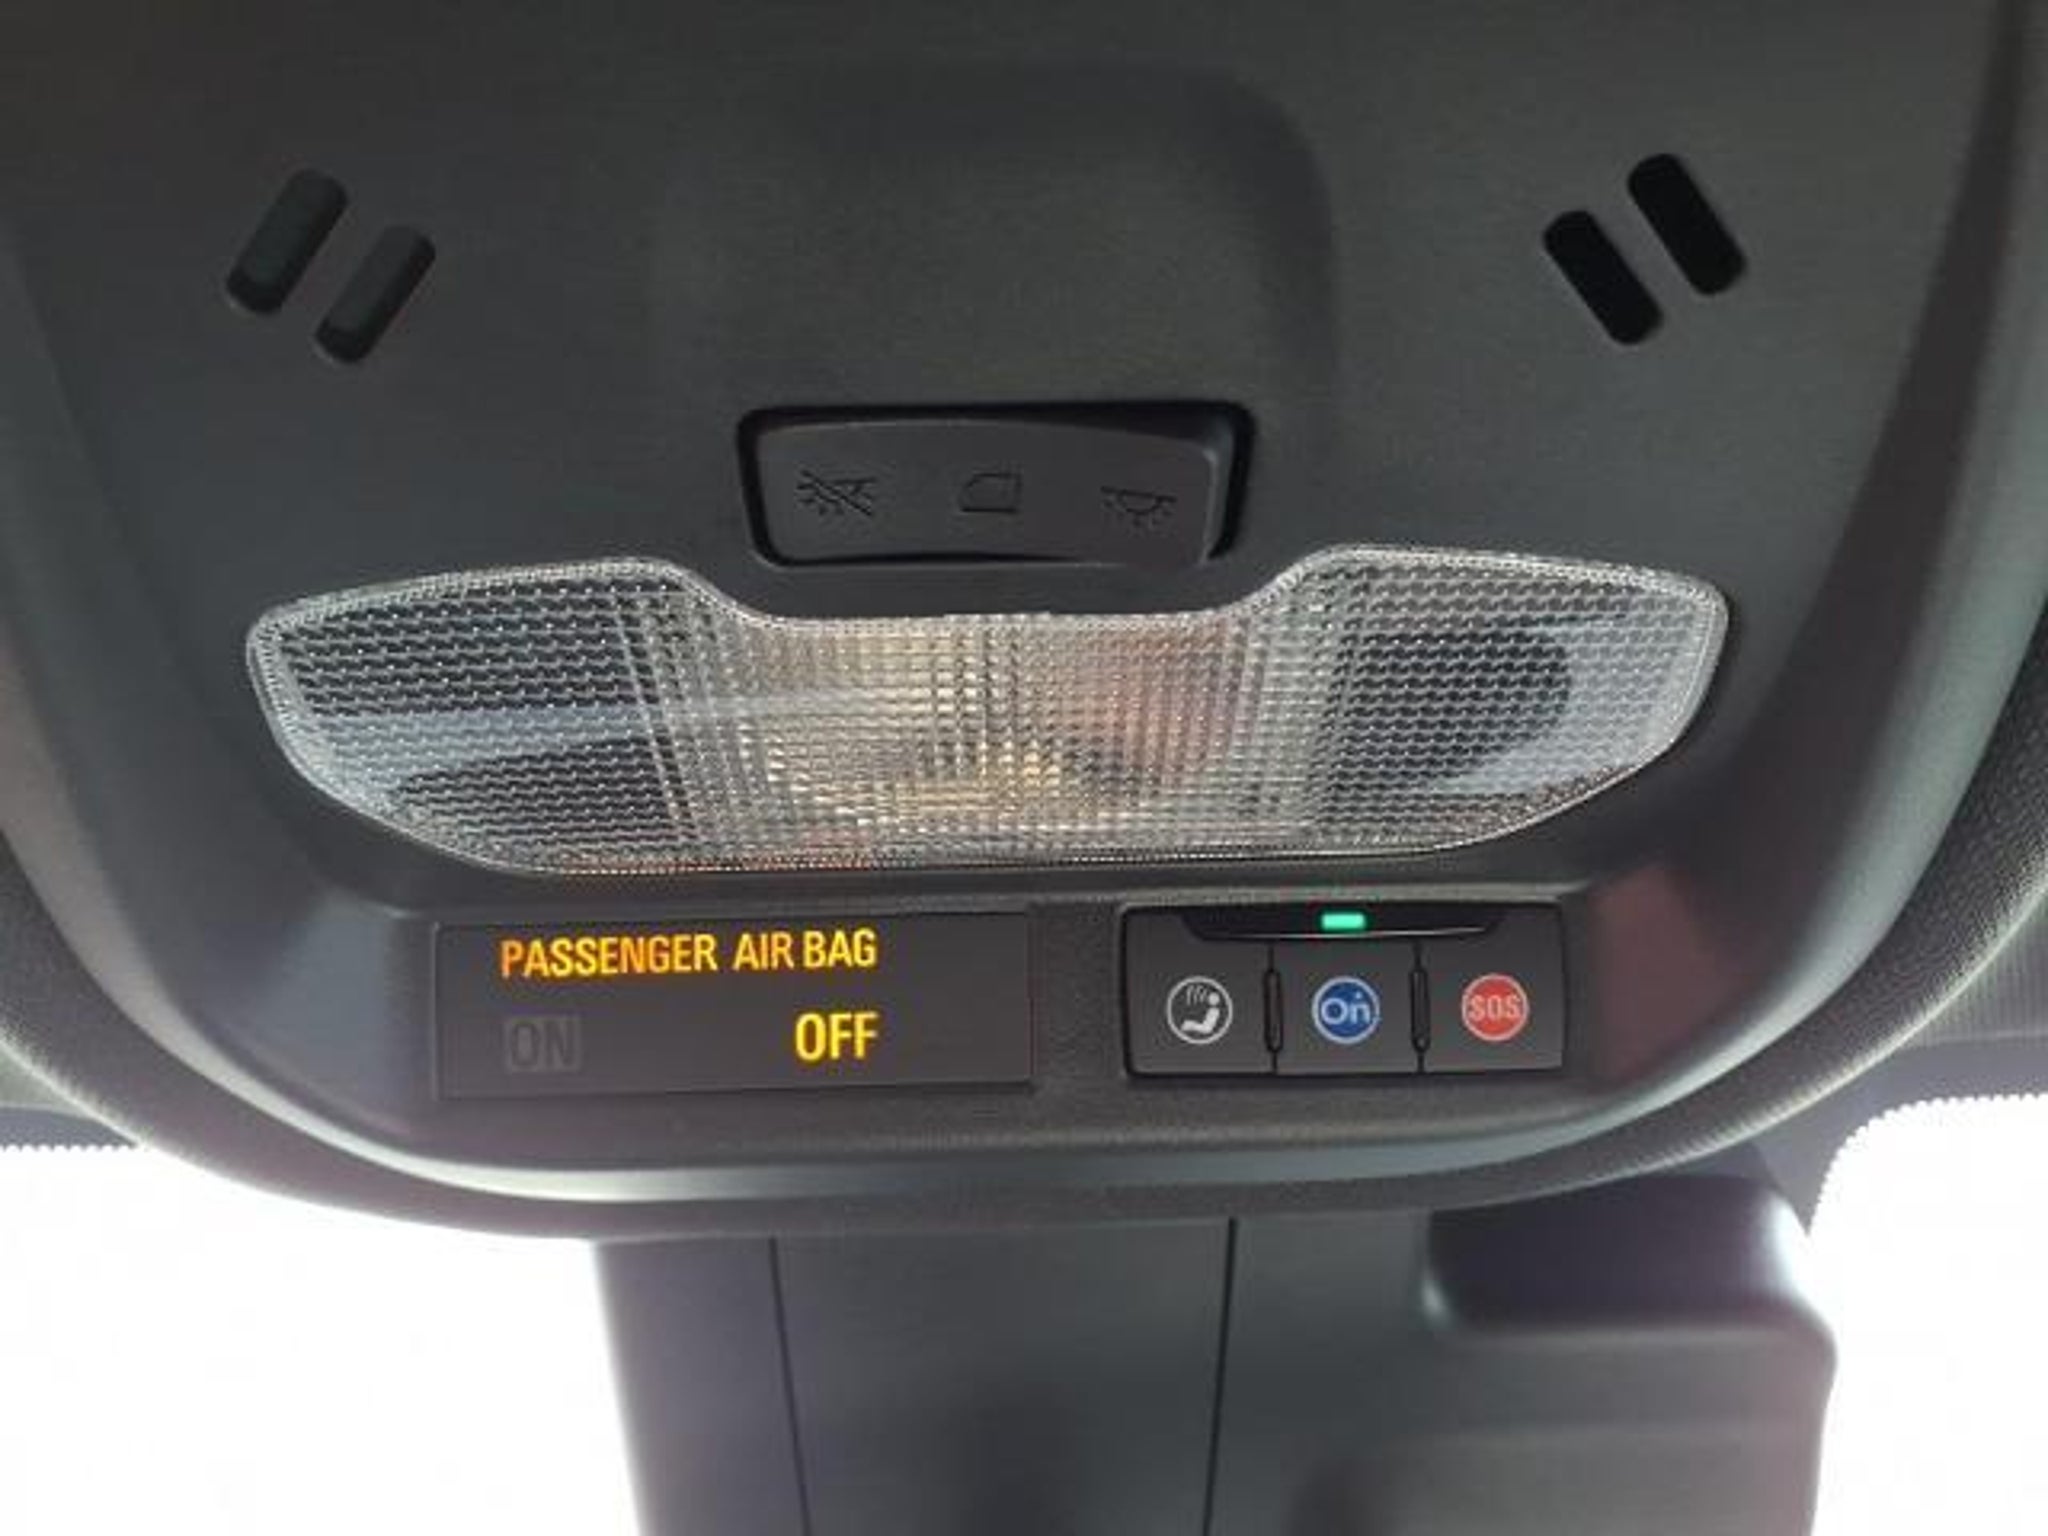 PASSENGER AIR BAG
ON OFF
On
SOS